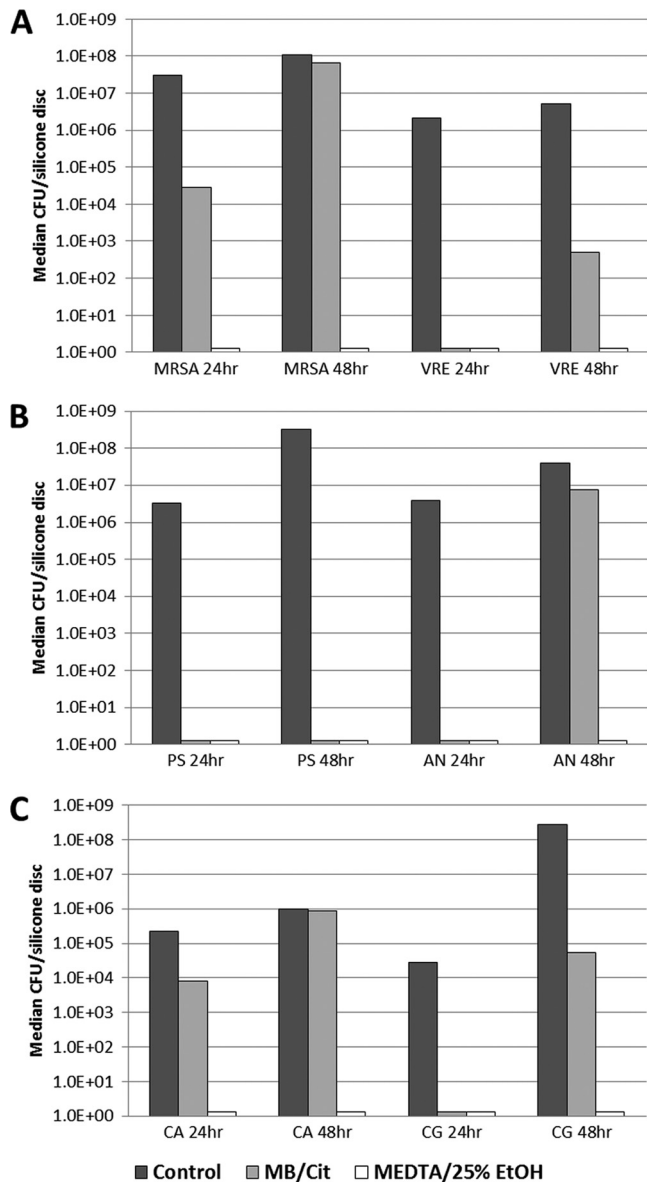 A
Median CFU/silicone disc
1.0E+09
1.0E+08
1.0E+07
1.0E+06
1.0E+05
1.0E+04
1.0E+03
1.0E+02
1.0E+01
1.0E+00
MRSA 24hr MRSA 48hr VRE 24hr VRE 48hr
B
Median CFU/silicone disc
1.0E+09
1.0E+08
1.0E+07
1.0E+06
1.0E+05
1.0E+04
1.0E+03
1.0E+02
1.0E+01
1.0E+00
PS 24hr PS 48hr AN 24hr AN 48hr
C
Median CFU/silicone disc
1.0E+09
1.0E+08
1.0E+07
1.0E+06
1.0E+05
1.0E+04
1.0E+03
1.0E+02
1.0E+01
1.0E+00
CA 24hr CA 48hr CG 24hr CG 48hr
Control MB/Cit MEDTA/25% EtOH